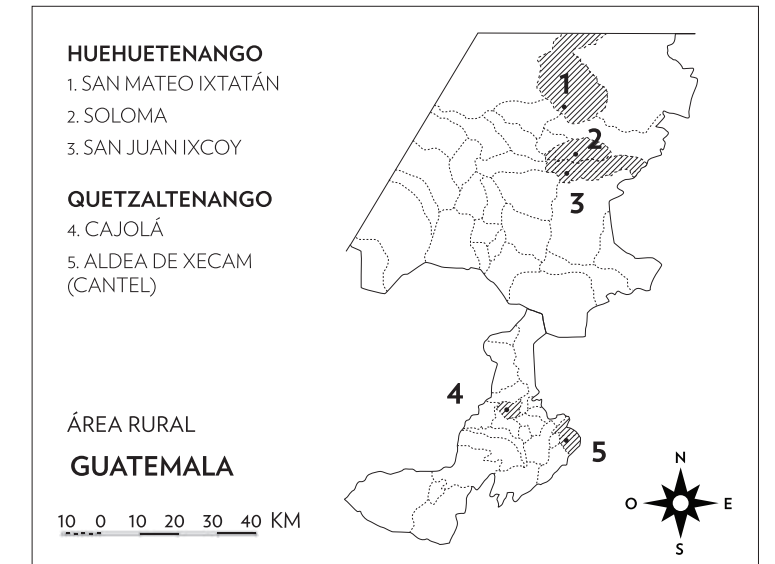 HUEHUETENANGO
1. SAN MATEO IXTATÁN
2. SOLOMA
3. SAN JUAN IXCOY
QUETZALTENANGO
4. CAJOLÁ
5. ALDEA DE XECAM
(CANTEL)
ÁREA RURAL
GUATEMALA
10 0 10 20 30 40 KM
1
2
3
4
5
N
O E
S